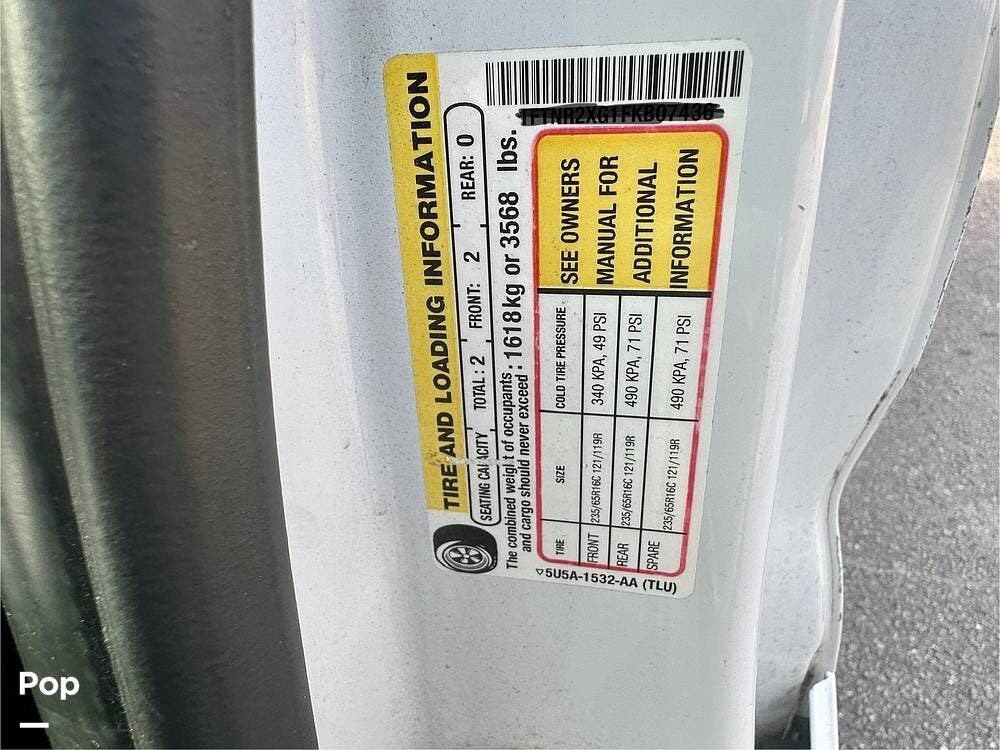 TIRE AND LOADING INFORMATION
SEATING CAPACITY TOTAL : 2 FRONT: 2 REAR: 0
The combined weight of occupants : 1618kg or 3568 lbs.
and cargo should never exceed :
TIRE SIZE COLD TIRE PRESSURE
FRONT 235/65R16C 121/119R 340 KPA, 49 PSI
REAR 235/65R16C 121/119R 490 KPA, 71 PSI
SPARE 235/65R16C 121/119R 490 KPA, 71 PSI
SEE OWNERS
MANUAL FOR
ADDITIONAL
INFORMATION
5U5A-1532-AA (TLU)
Pop